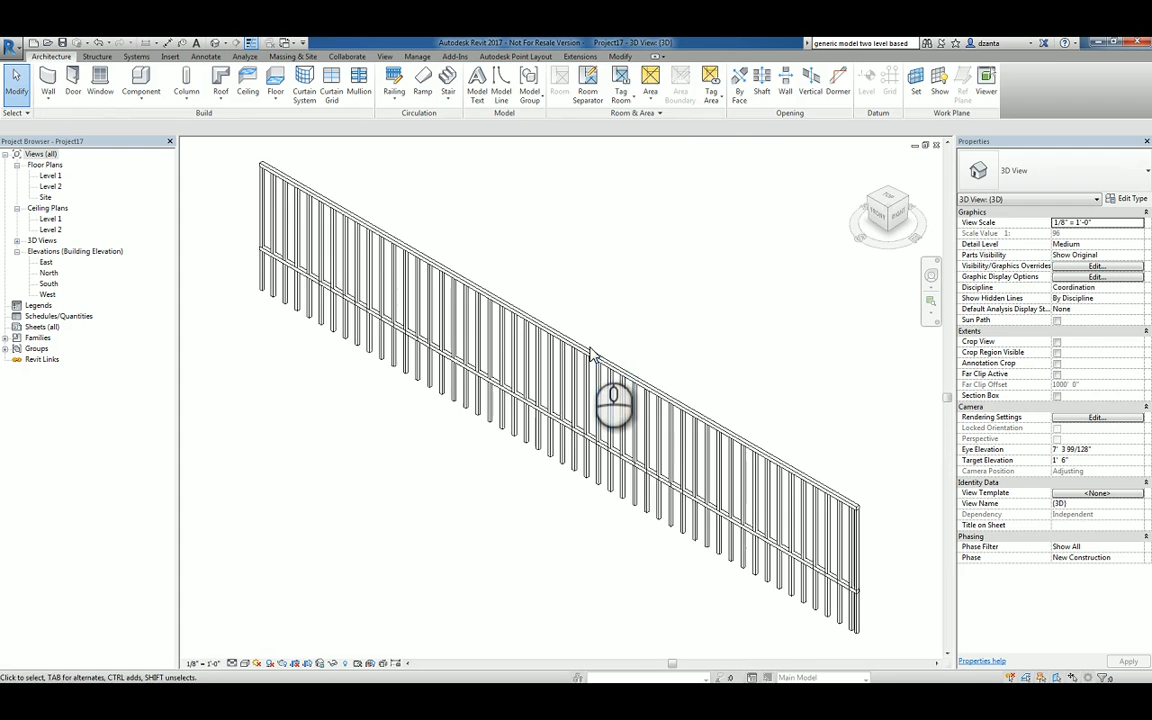 Autodesk Revit 2017 - Not For Resale Version -    Project17 - 3D View: {3D}
generic model two level based
dzanta
Architecture Structure Systems Insert Annotate Analyze Massing & Site Collaborate View Manage Add-Ins Autodesk Point Layout Extensions Modify
Modify Wall Door Window Component Column Roof Ceiling Floor Curtain System Curtain Grid Mullion Railing Ramp Stair Model Text Model Line Model Group Room Room Separator Tag Room Area Area Boundary Tag Area By Face Shaft Wall Vertical Dormer Level Grid Set Show Ref Plane Viewer
Select Build Circulation Model Room & Area Opening Datum Work Plane
Project Browser - Project17
Views (all)
Floor Plans
Level 1
Level 2
Site
Ceiling Plans
Level 1
Level 2
3D Views
Elevations (Building Elevation)
East
North
South
West
Legends
Schedules/Quantities
Sheets (all)
Families
Groups
Revit Links
TOP
FRONT
RIGHT
Properties
3D View
3D View: {3D} Edit Type
Graphics
View Scale 1/8" = 1'-0"
Scale Value 1: 96
Detail Level Medium
Parts Visibility Show Original
Visibility/Graphics Overrides Edit...
Graphic Display Options Edit...
Discipline Coordination
Show Hidden Lines By Discipline
Default Analysis Display St... None
Sun Path
Extents
Crop View
Crop Region Visible
Annotation Crop
Far Clip Active
Far Clip Offset 1000' 0"
Section Box
Camera
Rendering Settings Edit...
Locked Orientation
Perspective
Eye Elevation 7' 3 99/128"
Target Elevation 1' 6"
Camera Position Adjusting
Identity Data
View Template <None>
View Name {3D}
Dependency Independent
Title on Sheet
Phasing
Phase Filter Show All
Phase New Construction
Properties help Apply
1/8" = 1'-0"
Click to select, TAB for alternates, CTRL adds, SHIFT unselects.
:0
Main Model
:0